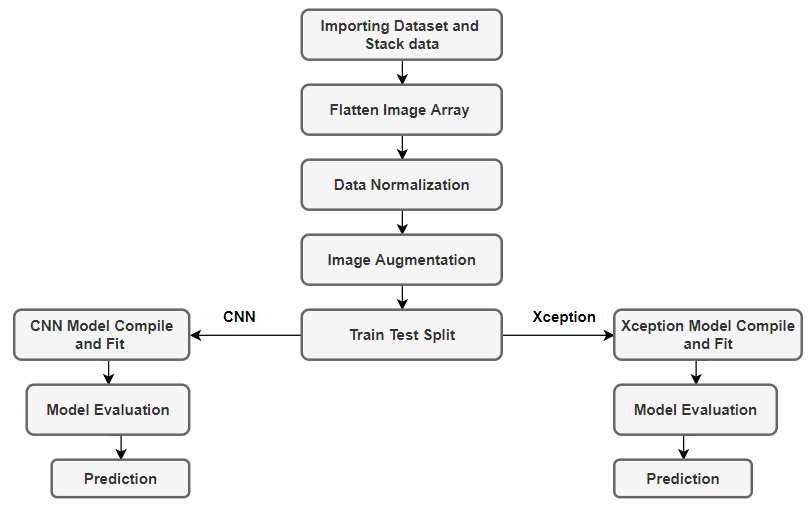 Importing Dataset and
Stack data
Flatten Image Array
Data Normalization
Image Augmentation
CNN
Xception
CNN Model Compile
and Fit
Train Test Split
Xception Model Compile
and Fit
Model Evaluation
Model Evaluation
Prediction
Prediction